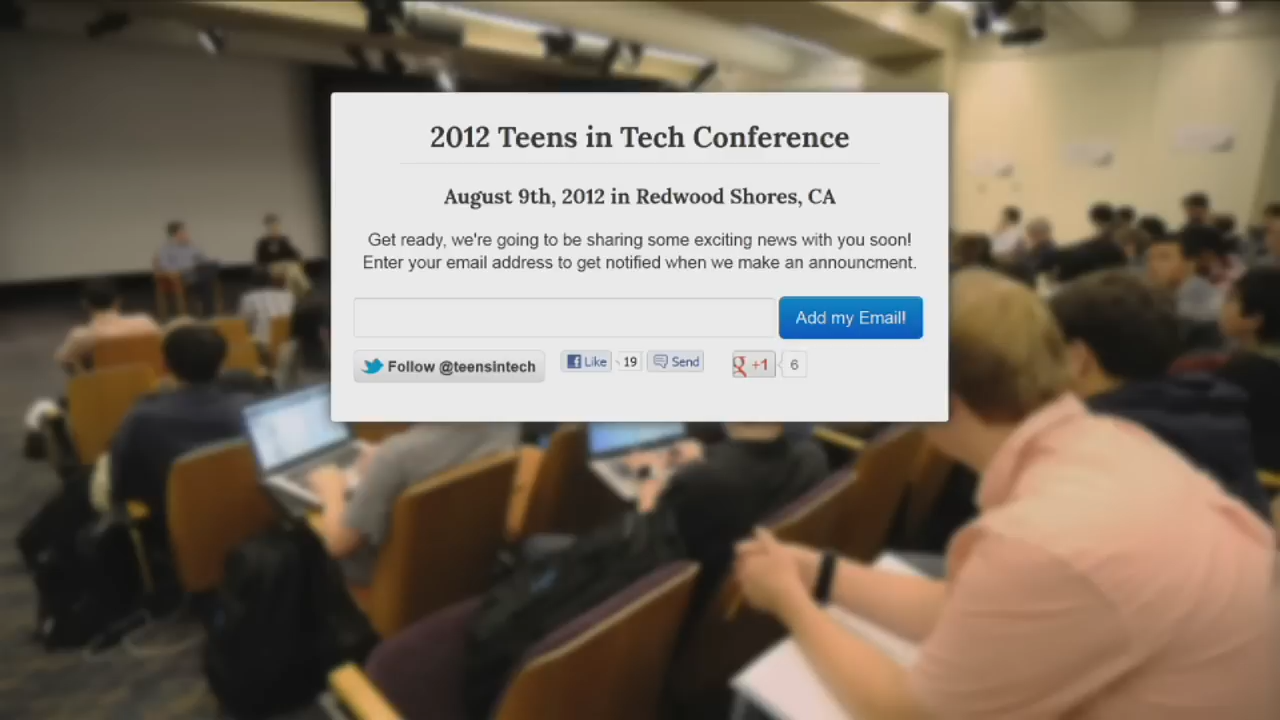 2012 Teens in Tech Conference
August 9th, 2012 in Redwood Shores, CA
Get ready, we're going to be sharing some exciting news with you soon!
Enter your email address to get notified when we make an announcment.
Add my Email!
Follow @teensintech
Like 19 Send
g +1 6